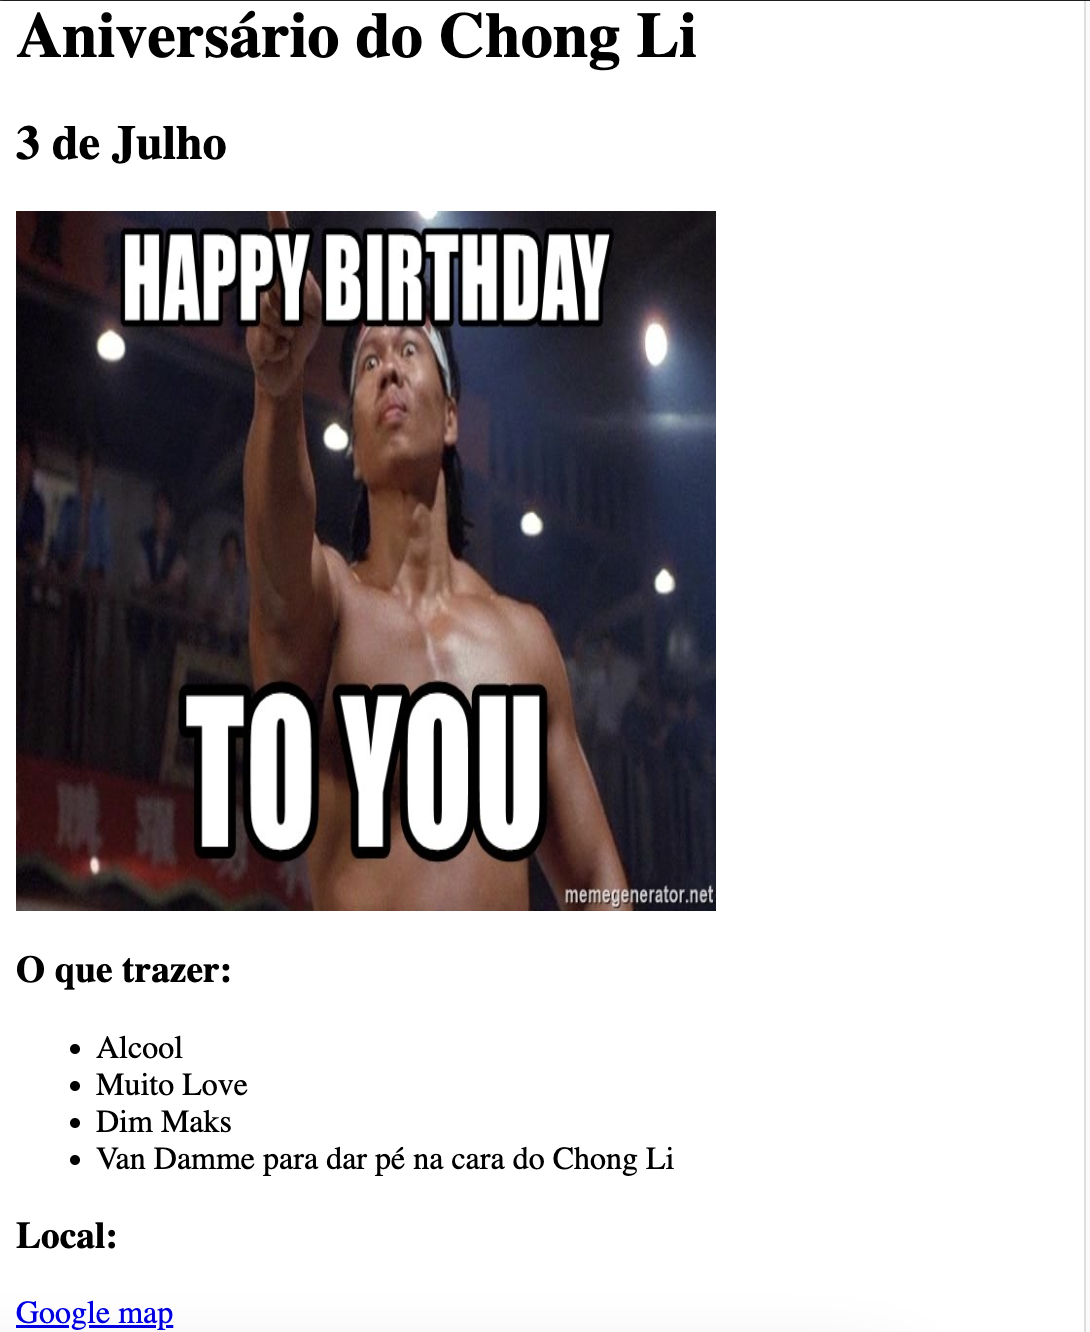 Aniversário do Chong Li
3 de Julho
HAPPY BIRTHDAY
TO YOU
memegenerator.net
O que trazer:
Alcool
Muito Love
Dim Maks
Van Damme para dar pé na cara do Chong Li
Local:
Google map